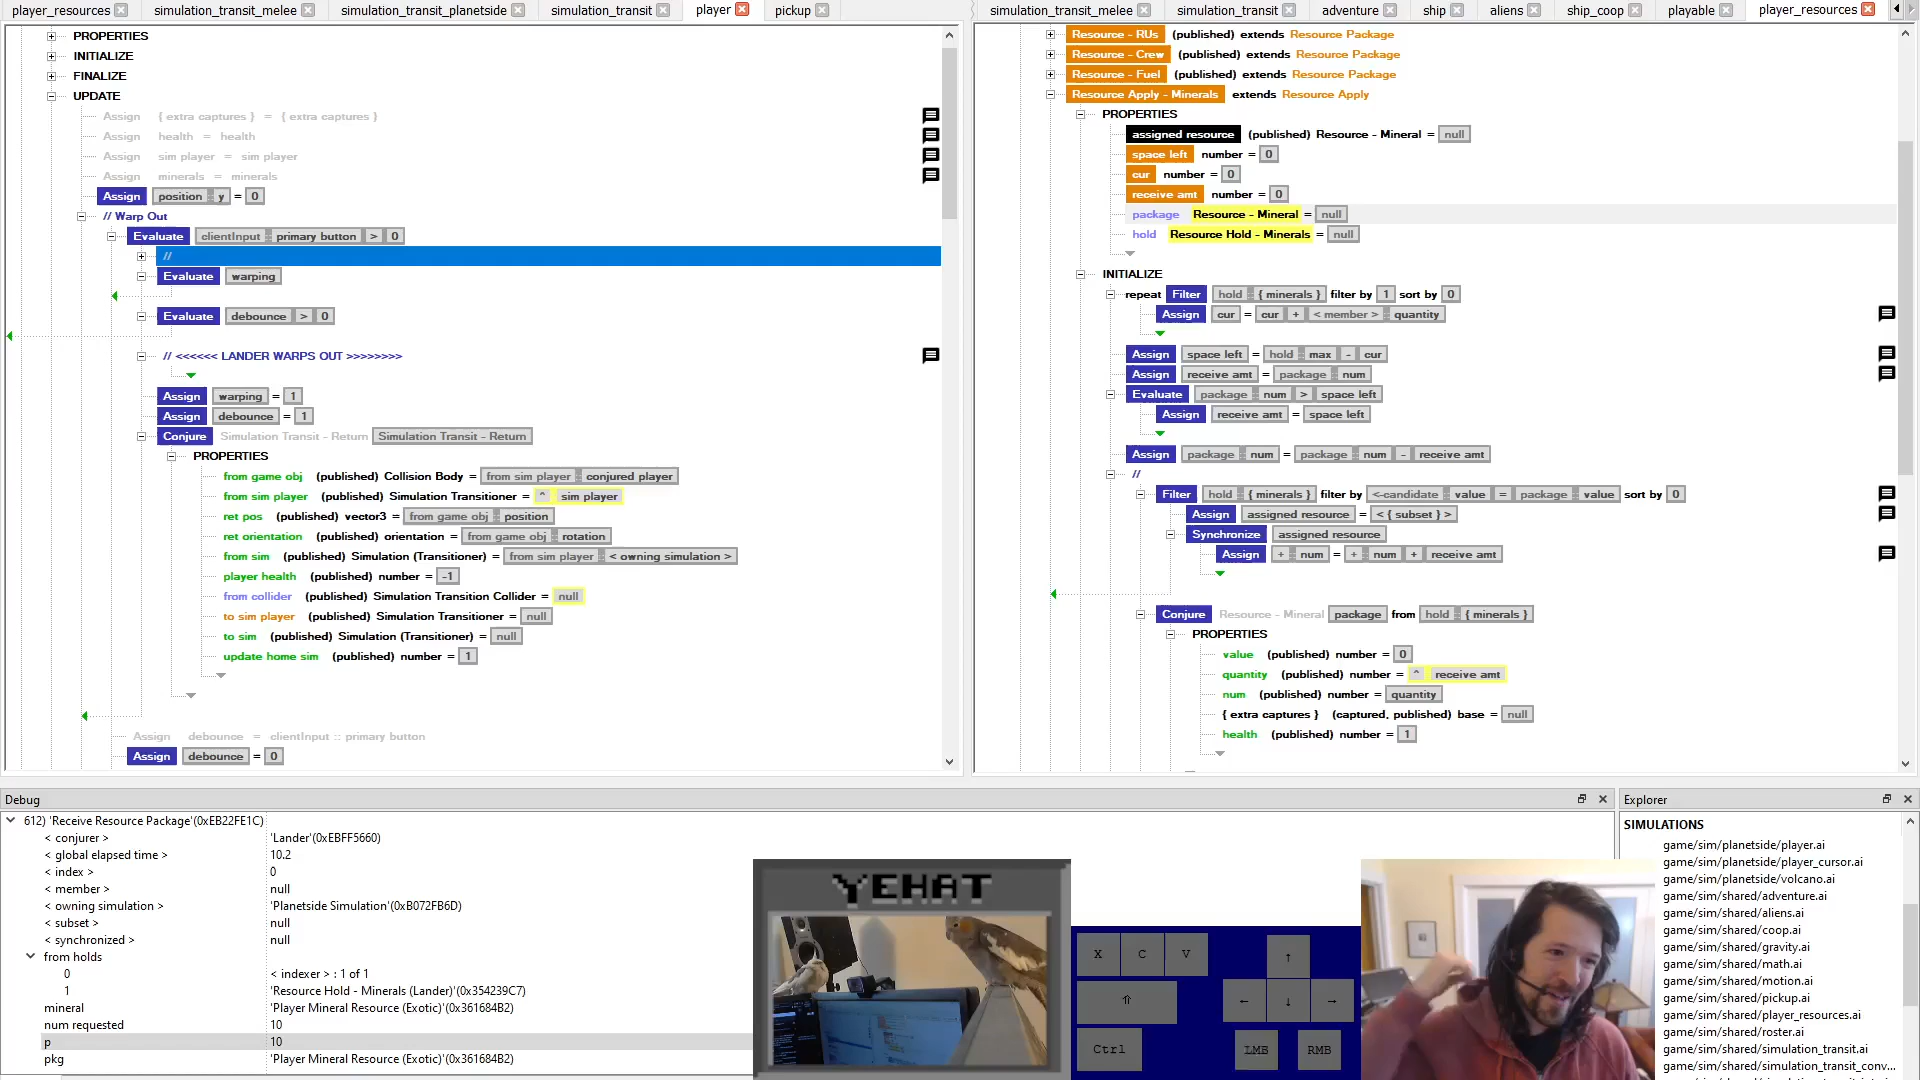 player_resources simulation_transit_melee simulation_transit_planetside simulation_transit player pickup
PROPERTIES
INITIALIZE
FINALIZE
UPDATE
Assign { extra captures } = { extra captures }
Assign health = health
Assign sim player = sim player
Assign minerals = minerals
Assign position :: y = 0
// Warp Out
Evaluate clientInput :: primary button > 0
//
Evaluate warping
Evaluate debounce > 0
// <<<<<< LANDER WARPS OUT >>>>>>>>
Assign warping = 1
Assign debounce = 1
Conjure Simulation Transit - Return Simulation Transit - Return
PROPERTIES
from game obj (published) Collision Body = from sim player :: conjured player
from sim player (published) Simulation Transitioner = ^ sim player
ret pos (published) vector3 = from game obj :: position
ret orientation (published) orientation = from game obj :: rotation
from sim (published) Simulation (Transitioner) = from sim player :: < owning simulation >
player health (published) number = -1
from collider (published) Simulation Transition Collider = null
to sim player (published) Simulation Transitioner = null
to sim (published) Simulation (Transitioner) = null
update home sim (published) number = 1
Assign debounce = clientInput :: primary button
Assign debounce = 0
simulation_transit_melee simulation_transit adventure ship aliens ship_coop playable player_resources
Resource - RUs (published) extends Resource Package
Resource - Crew (published) extends Resource Package
Resource - Fuel (published) extends Resource Package
Resource Apply - Minerals extends Resource Apply
PROPERTIES
assigned resource (published) Resource - Mineral = null
space left number = 0
cur number = 0
receive amt number = 0
package Resource - Mineral = null
hold Resource Hold - Minerals = null
INITIALIZE
repeat Filter hold :: { minerals } filter by 1 sort by 0
Assign cur = cur + < member > :: quantity
Assign space left = hold :: max - cur
Assign receive amt = package :: num
Evaluate package :: num > space left
Assign receive amt = space left
Assign package :: num = package :: num - receive amt
//
Filter hold :: { minerals } filter by <-candidate :: value = package :: value sort by 0
Assign assigned resource = < { subset } >
Synchronize assigned resource
Assign + :: num = + :: num + receive amt
Conjure Resource - Mineral package from hold :: { minerals }
PROPERTIES
value (published) number = 0
quantity (published) number = ^ receive amt
num (published) number = quantity
{ extra captures } (captured, published) base = null
health (published) number = 1
Debug
612) 'Receive Resource Package'(0xEB22FE1C)
< conjurer > 'Lander'(0xEBFF5660)
< global elapsed time > 10.2
< index > 0
< member > null
< owning simulation > 'Planetside Simulation'(0xB072FB6D)
< subset > null
< synchronized > null
from holds
0 < indexer > : 1 of 1
1 'Resource Hold - Minerals (Lander)'(0x354239C7)
mineral 'Player Mineral Resource (Exotic)'(0x361684B2)
num requested 10
p 10
pkg 'Player Mineral Resource (Exotic)'(0x361684B2)
YEHAT
X C V
⇧
Ctrl
↑
← ↓ →
LMB RMB
Explorer
SIMULATIONS
game/sim/planetside/player.ai
game/sim/planetside/player_cursor.ai
game/sim/planetside/volcano.ai
game/sim/shared/adventure.ai
game/sim/shared/aliens.ai
game/sim/shared/coop.ai
game/sim/shared/gravity.ai
game/sim/shared/math.ai
game/sim/shared/motion.ai
game/sim/shared/pickup.ai
game/sim/shared/player_resources.ai
game/sim/shared/roster.ai
game/sim/shared/simulation_transit.ai
game/sim/shared/simulation_transit_conv...